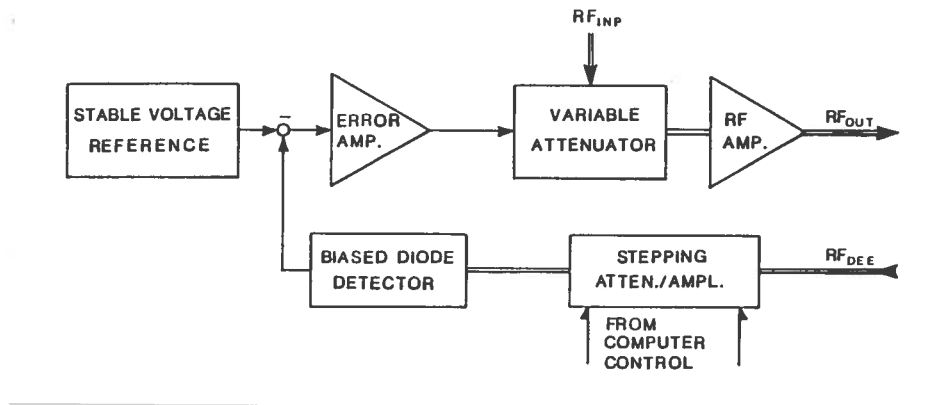 RF_INP
STABLE VOLTAGE
REFERENCE
−
ERROR
AMP.
VARIABLE
ATTENUATOR
RF
AMP.
RF_OUT
BIASED DIODE
DETECTOR
STEPPING
ATTEN./AMPL.
RF_DEE
FROM
COMPUTER
CONTROL